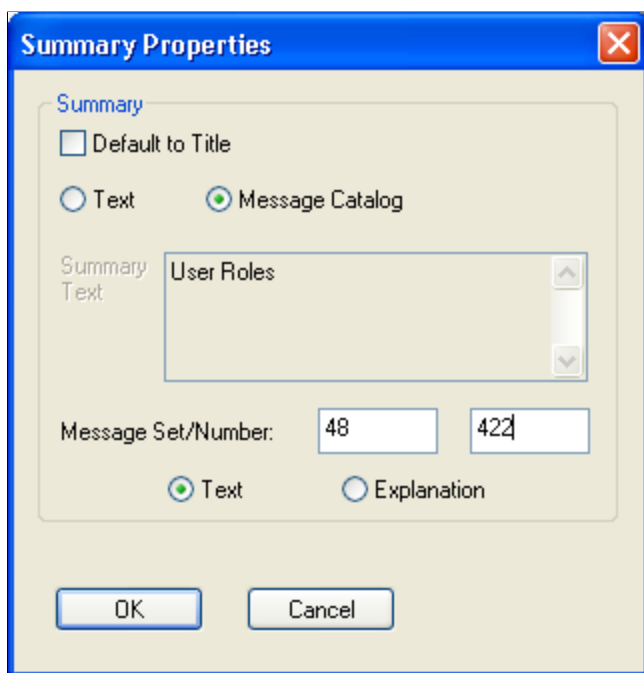 Summary Properties
Summary
Default to Title
Text Message Catalog
Summary Text User Roles
Message Set/Number: 48 422
Text Explanation
OK Cancel